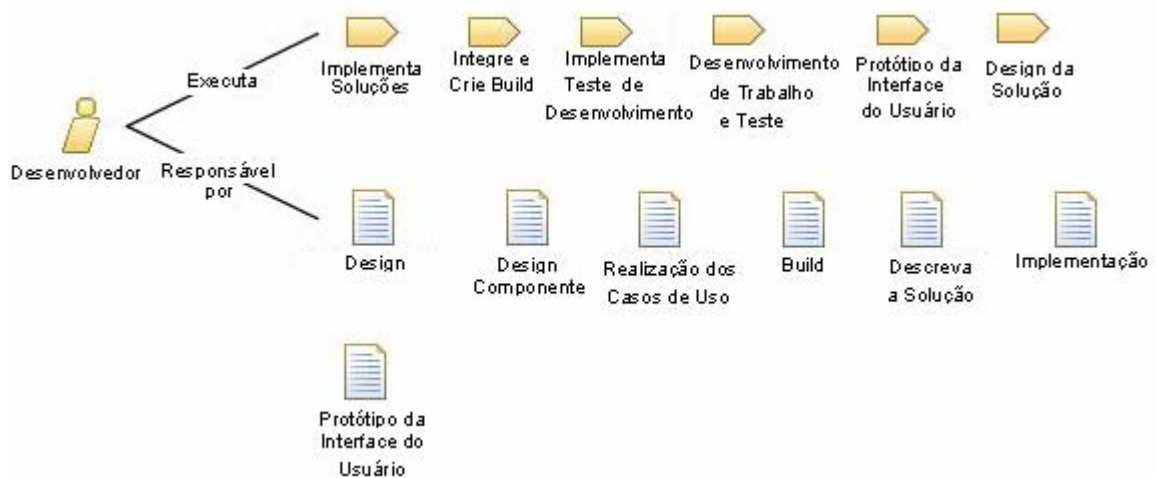 Executa
Desenvolvedor
Responsável
por
Implementa
Soluções
Integre e
Crie Build
Implementa
Teste de
Desenvolvimento
Desenvolvimento
de Trabalho
e Teste
Protótipo da
Interface
do Usuário
Design da
Solução
Design
Design
Componente
Realização dos
Casos de Uso
Build
Descreva
a Solução
Implementação
Protótipo da
Interface do
Usuário